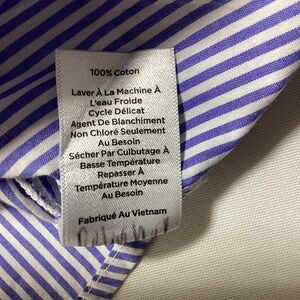 100% Coton
Laver À La Machine À
L'eau Froide
Cycle Délicat
Agent De Blanchiment
Non Chloré Seulement
Au Besoin
Sécher Par Culbutage À
Basse Température
Repasser À
Température Moyenne
Au Besoin
Fabriqué Au Vietnam